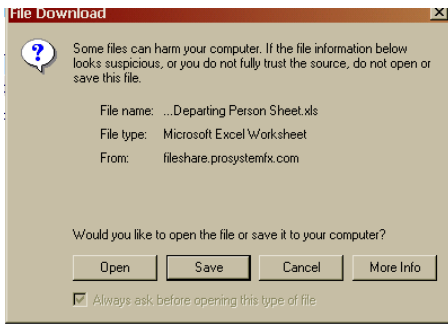 File Download
Some files can harm your computer. If the file information below
looks suspicious, or you do not fully trust the source, do not open or
save this file.
File name: ...Departing Person Sheet.xls
File type: Microsoft Excel Worksheet
From: fileshare.prosystemfx.com
Would you like to open the file or save it to your computer?
Open Save Cancel More Info
Always ask before opening this type of file